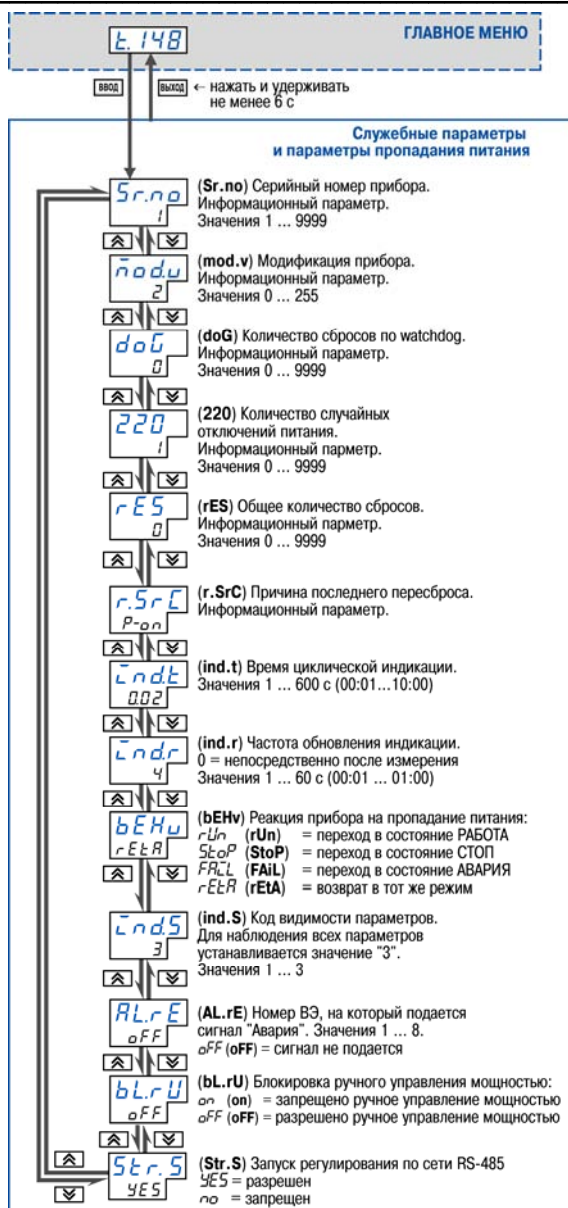 t.148
ГЛАВНОЕ МЕНЮ
ввод
выход
← нажать и удерживать
не менее 6 с
Служебные параметры
и параметры пропадания питания
Sr.no
1
(Sr.no) Серийный номер прибора.
Информационный параметр.
Значения 1 ... 9999
mod.v
2
(mod.v) Модификация прибора.
Информационный параметр.
Значения 0 ... 255
doG
0
(doG) Количество сбросов по watchdog.
Информационный параметр.
Значения 0 ... 9999
220
1
(220) Количество случайных
отключений питания.
Информационный парметр.
Значения 0 ... 9999
rES
0
(rES) Общее количество сбросов.
Информационный парметр.
Значения 0 ... 9999
r.SrC
P-on
(r.SrC) Причина последнего пересброса.
Информационный параметр.
ind.t
0.02
(ind.t) Время циклической индикации.
Значения 1 ... 600 с (00:01...10:00)
ind.r
4
(ind.r) Частота обновления индикации.
0 = непосредственно после измерения
Значения 1 ... 60 с (00:01 ... 01:00)
bEHv
rEtA
(bEHv) Реакция прибора на пропадание питания:
rUn (rUn) = переход в состояние РАБОТА
StoP (StoP) = переход в состояние СТОП
FAiL (FAiL) = переход в состояние АВАРИЯ
rEtA (rEtA) = возврат в тот же режим
ind.S
3
(ind.S) Код видимости параметров.
Для наблюдения всех параметров
устанавливается значение "3".
Значения 1 ... 3
AL.rE
oFF
(AL.rE) Номер ВЭ, на который подается
сигнал "Авария". Значения 1 ... 8.
oFF (oFF) = сигнал не подается
bL.rU
oFF
(bL.rU) Блокировка ручного управления мощностью:
on (on) = запрещено ручное управление мощностью
oFF (oFF) = разрешено ручное управление мощностью
Str.S
YES
(Str.S) Запуск регулирования по сети RS-485
YES = разрешен
no = запрещен